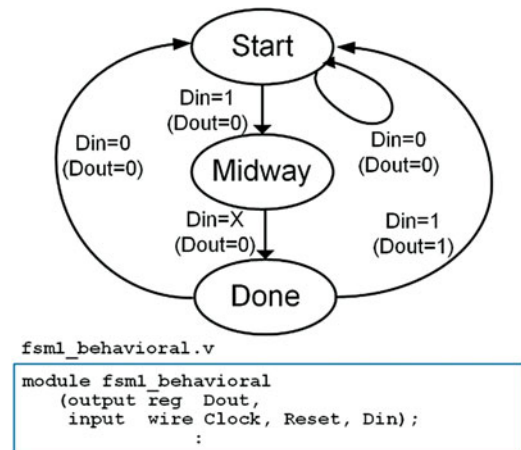 Start
Din=1
(Dout=0)
Din=0
(Dout=0)
Din=0
(Dout=0)
Midway
Din=X
(Dout=0)
Din=1
(Dout=1)
Done
fsm1_behavioral.v
module fsm1_behavioral
(output reg Dout,
input wire Clock, Reset, Din);
: